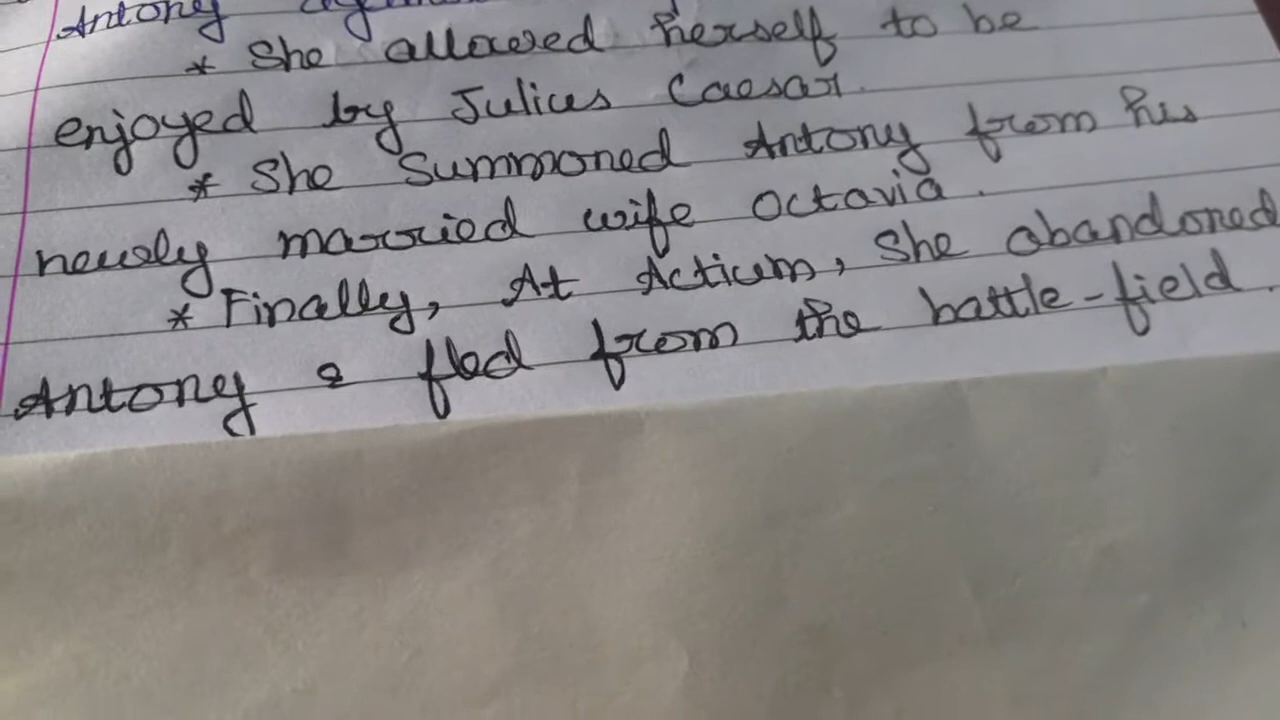 Antony
* She allowed herself to be
enjoyed by Julius Caesar.
* She summoned Antony from his
newly married wife Octavia.
* Finally, At Actium, She abandoned
Antony & fled from the battle-field.